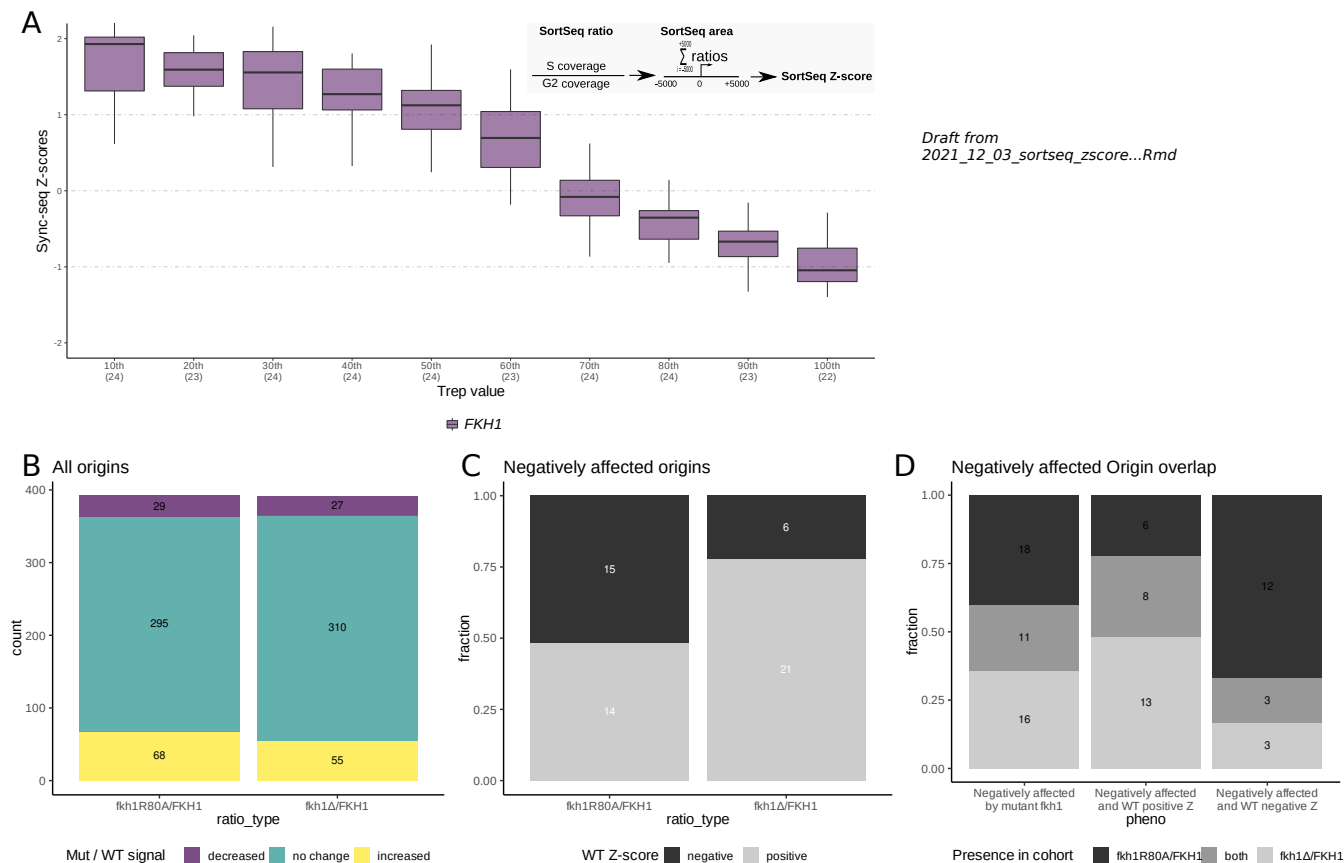 A
SortSeq ratio
SortSeq area
S coverage
G2 coverage
+5000
∑ ratios
i = -5000
-5000 0 +5000
SortSeq Z-score
Draft from
2021_12_03_sortseq_zscore...Rmd
Sync-seq Z-scores
2
1
0
-1
-2
10th 20th 30th 40th 50th 60th 70th 80th 90th 100th
(24) (23) (24) (24) (24) (23) (24) (24) (23) (22)
Trep value
FKH1
B All origins
count
400
300
200
100
0
29 27
295 310
68 55
fkh1R80A/FKH1 fkh1Δ/FKH1
ratio_type
Mut / WT signal decreased no change increased
C Negatively affected origins
fraction
1.00
0.75
0.50
0.25
0.00
15 6
14 21
fkh1R80A/FKH1 fkh1Δ/FKH1
ratio_type
WT Z-score negative positive
D Negatively affected Origin overlap
fraction
1.00
0.75
0.50
0.25
0.00
18 6 12
11 8 3
16 13 3
Negatively affected Negatively affected Negatively affected
by mutant fkh1 and WT positive Z and WT negative Z
pheno
Presence in cohort fkh1R80A/FKH1 both fkh1Δ/FKH1